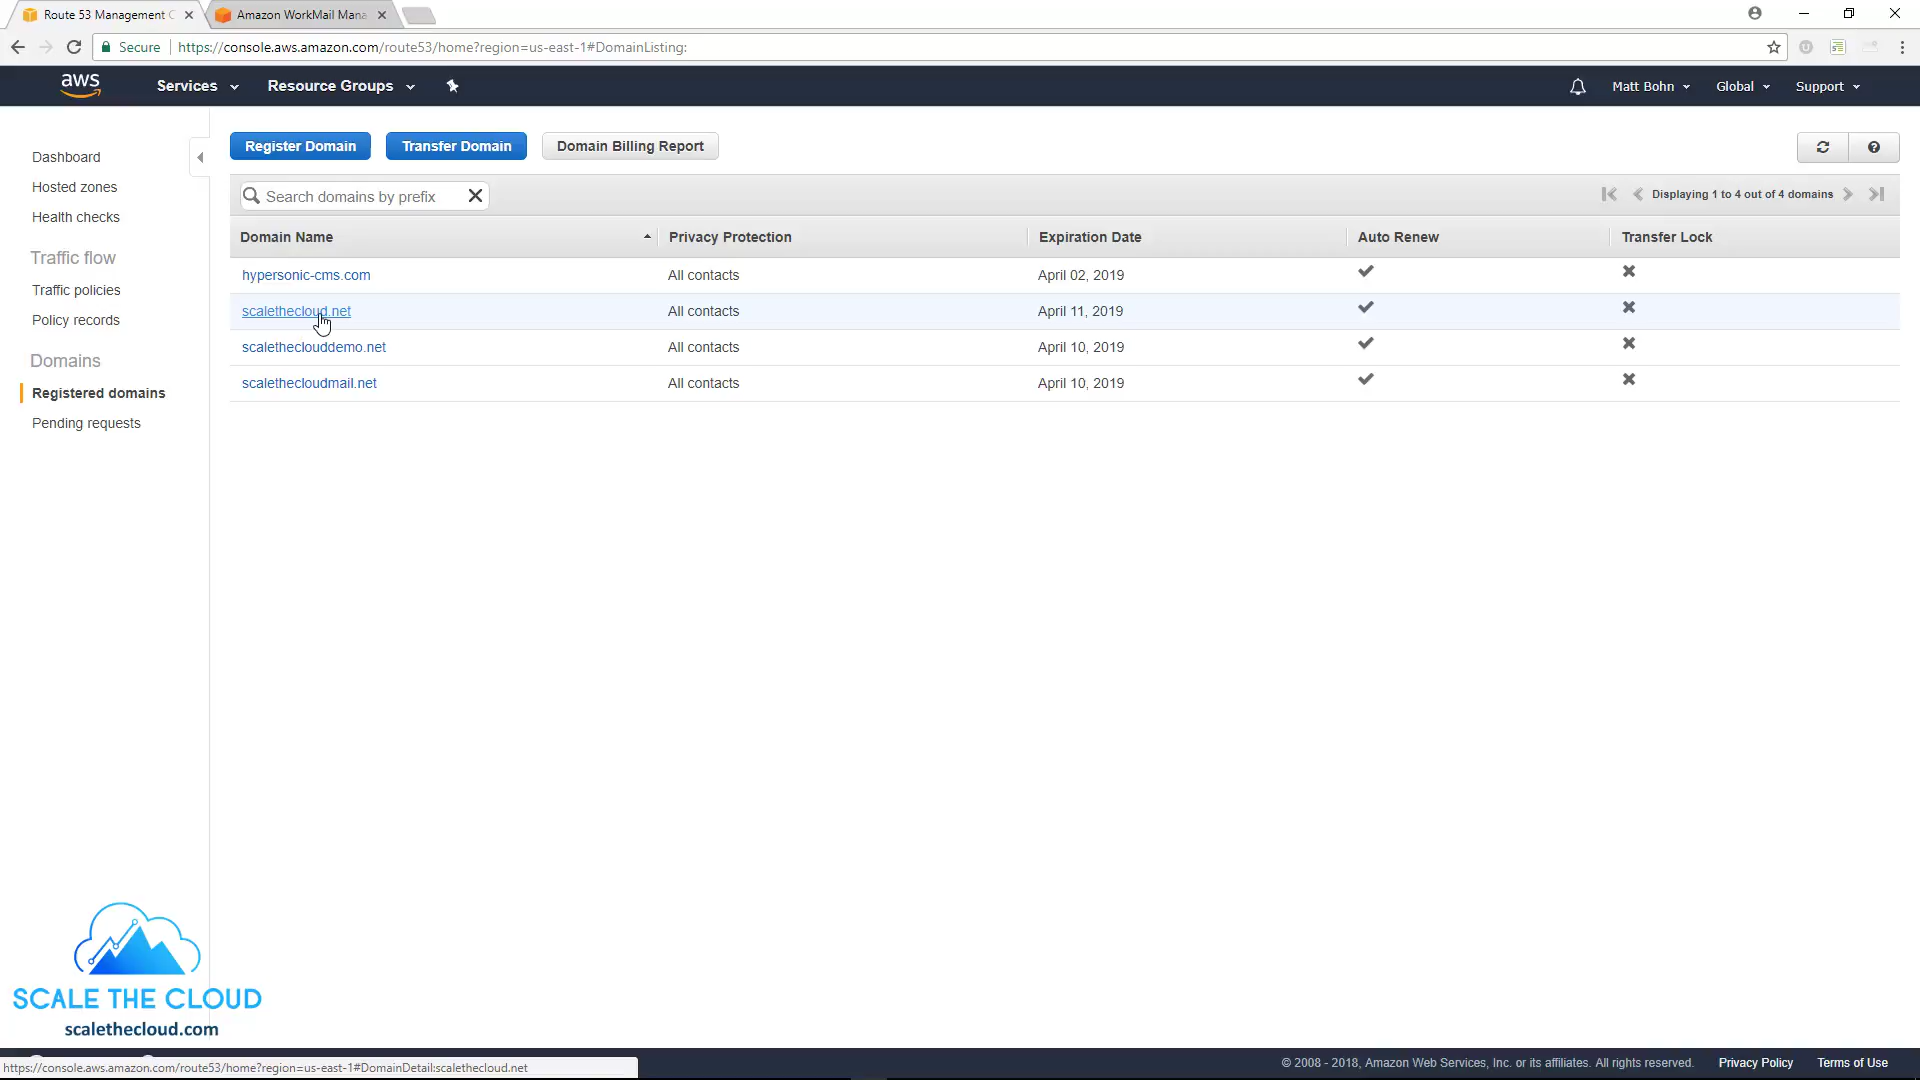 Route 53 Management C
Amazon WorkMail Mana
Secure
https://console.aws.amazon.com/route53/home?region=us-east-1#DomainListing:
aws
Services
Resource Groups
Matt Bohn
Global
Support
Dashboard
Hosted zones
Health checks
Traffic flow
Traffic policies
Policy records
Domains
Registered domains
Pending requests
Register Domain
Transfer Domain
Domain Billing Report
Search domains by prefix
Displaying 1 to 4 out of 4 domains
Domain Name Privacy Protection Expiration Date Auto Renew Transfer Lock
hypersonic-cms.com All contacts April 02, 2019
scalethecloud.net All contacts April 11, 2019
scaletheclouddemo.net All contacts April 10, 2019
scalethecloudmail.net All contacts April 10, 2019
SCALE THE CLOUD
scalethecloud.com
https://console.aws.amazon.com/route53/home?region=us-east-1#DomainDetail:scalethecloud.net
© 2008 - 2018, Amazon Web Services, Inc. or its affiliates. All rights reserved.
Privacy Policy
Terms of Use